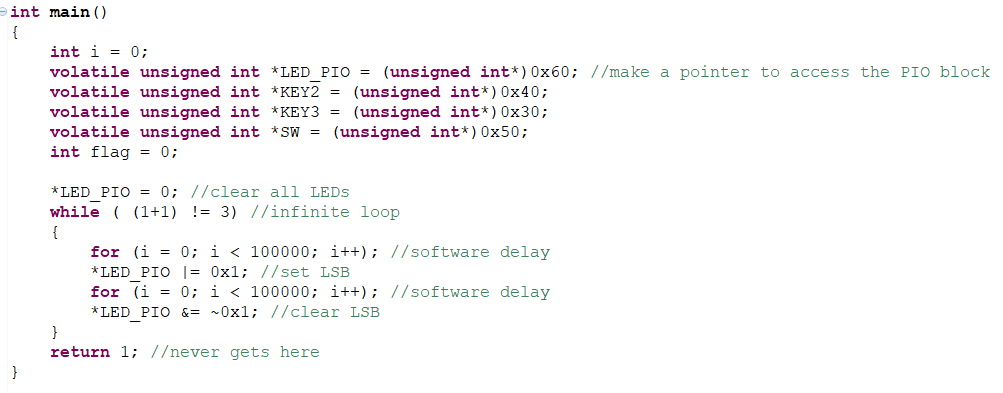 int main()
{
    int i = 0;
    volatile unsigned int *LED_PIO = (unsigned int*)0x60; //make a pointer to access the PIO block
    volatile unsigned int *KEY2 = (unsigned int*)0x40;
    volatile unsigned int *KEY3 = (unsigned int*)0x30;
    volatile unsigned int *SW = (unsigned int*)0x50;
    int flag = 0;

    *LED_PIO = 0; //clear all LEDs
    while ( (1+1) != 3) //infinite loop
    {
        for (i = 0; i < 100000; i++); //software delay
        *LED_PIO |= 0x1; //set LSB
        for (i = 0; i < 100000; i++); //software delay
        *LED_PIO &= ~0x1; //clear LSB
    }
    return 1; //never gets here
}